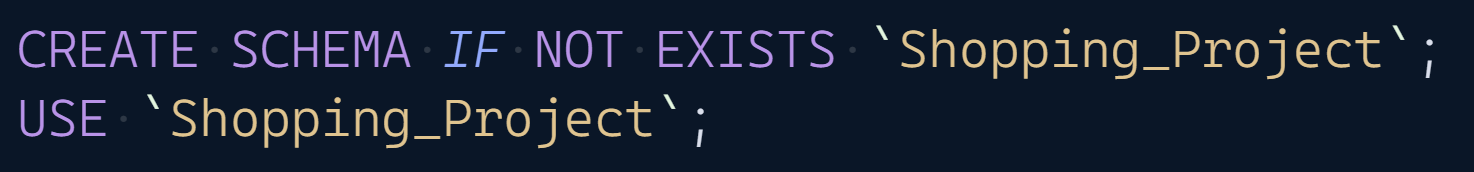 CREATE SCHEMA IF NOT EXISTS `Shopping_Project`;
USE `Shopping_Project`;